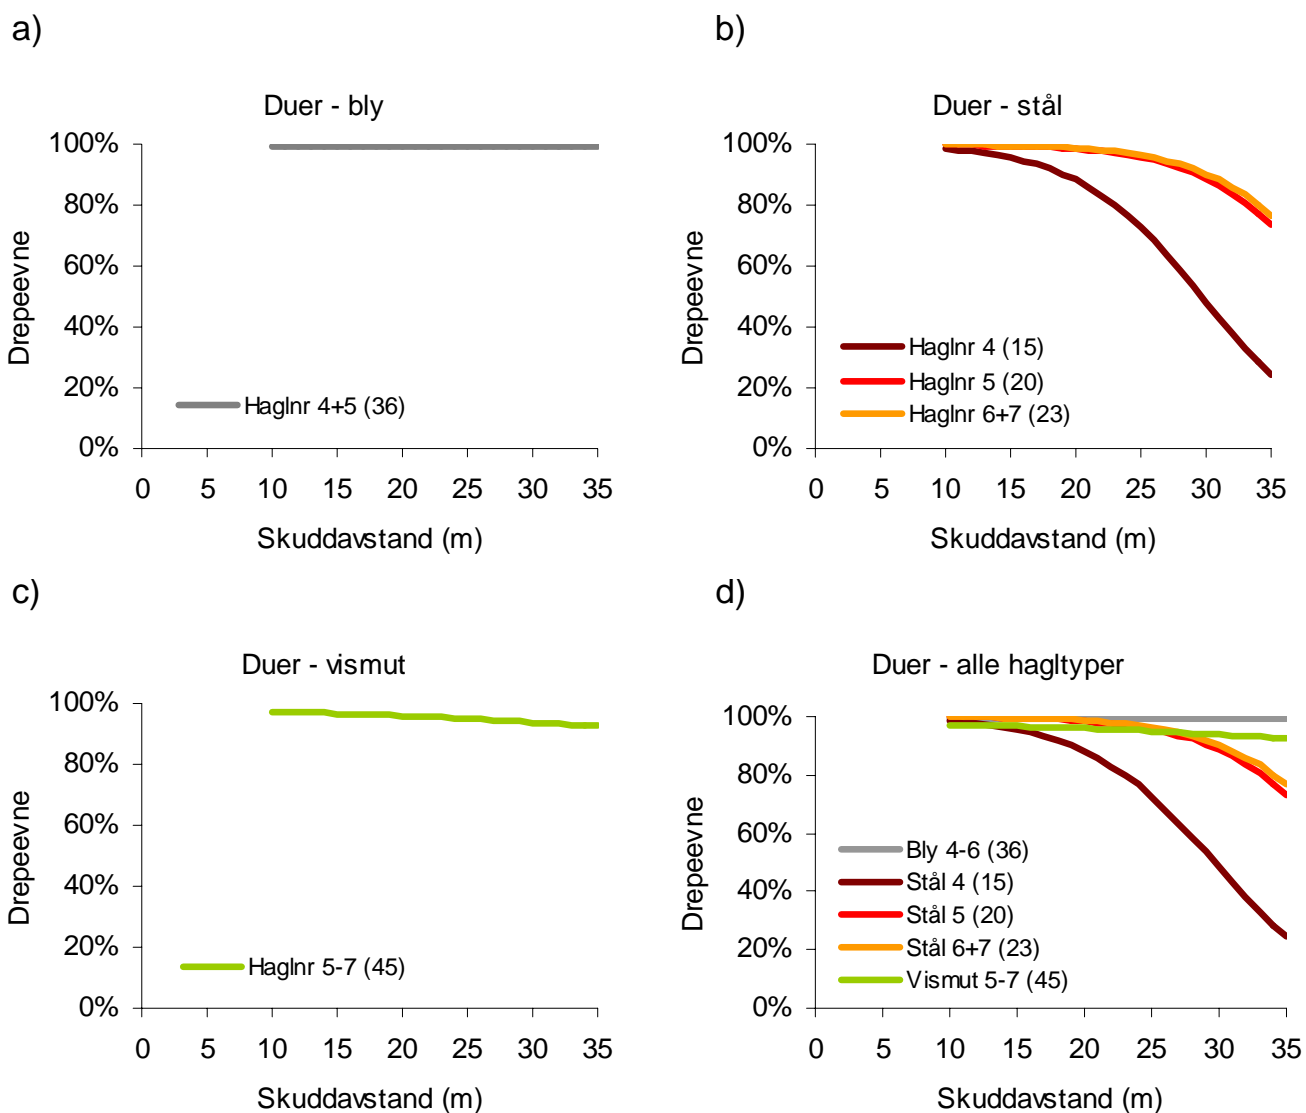 a)
Duer - bly
100%
80%
60%
40%
20%
0%
Drepeevne
Haglnr 4+5 (36)
0 5 10 15 20 25 30 35
Skuddavstand (m)
b)
Duer - stål
100%
80%
60%
40%
20%
0%
Drepeevne
Haglnr 4 (15)
Haglnr 5 (20)
Haglnr 6+7 (23)
0 5 10 15 20 25 30 35
Skuddavstand (m)
c)
Duer - vismut
100%
80%
60%
40%
20%
0%
Drepeevne
Haglnr 5-7 (45)
0 5 10 15 20 25 30 35
Skuddavstand (m)
d)
Duer - alle hagltyper
100%
80%
60%
40%
20%
0%
Drepeevne
Bly 4-6 (36)
Stål 4 (15)
Stål 5 (20)
Stål 6+7 (23)
Vismut 5-7 (45)
0 5 10 15 20 25 30 35
Skuddavstand (m)